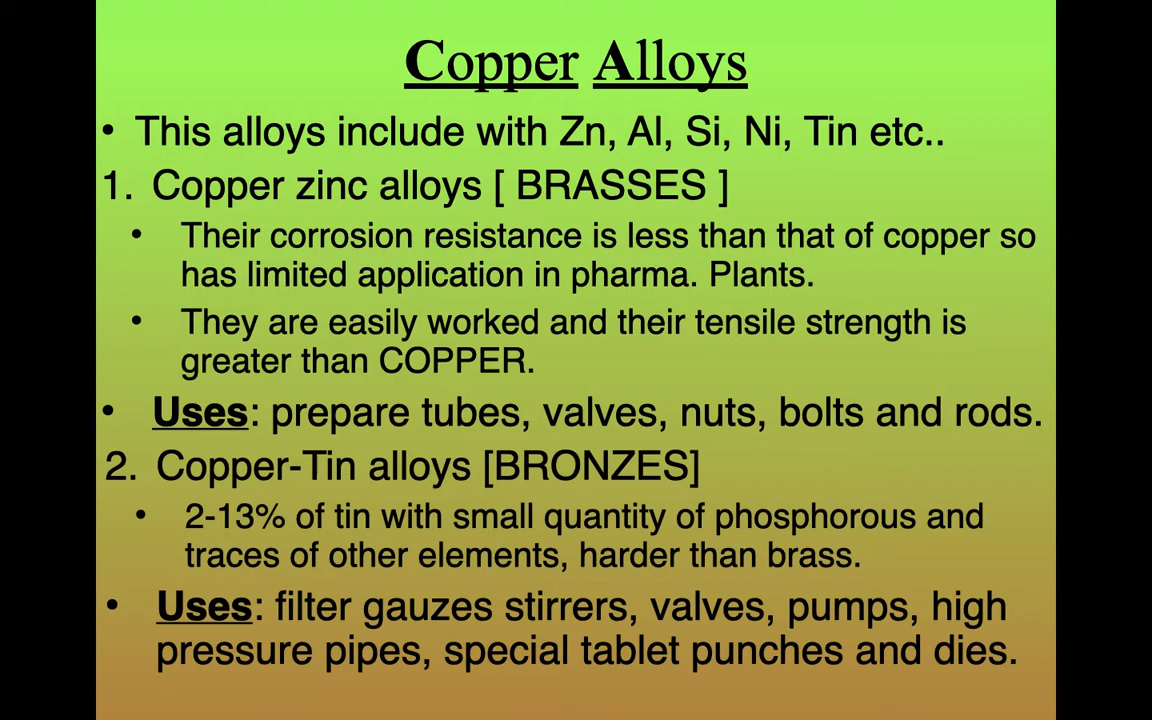 Copper Alloys
• This alloys include with Zn, Al, Si, Ni, Tin etc..
1. Copper zinc alloys [ BRASSES ]
• Their corrosion resistance is less than that of copper so
has limited application in pharma. Plants.
• They are easily worked and their tensile strength is
greater than COPPER.
• Uses: prepare tubes, valves, nuts, bolts and rods.
2. Copper-Tin alloys [BRONZES]
• 2-13% of tin with small quantity of phosphorous and
traces of other elements, harder than brass.
• Uses: filter gauzes stirrers, valves, pumps, high
pressure pipes, special tablet punches and dies.